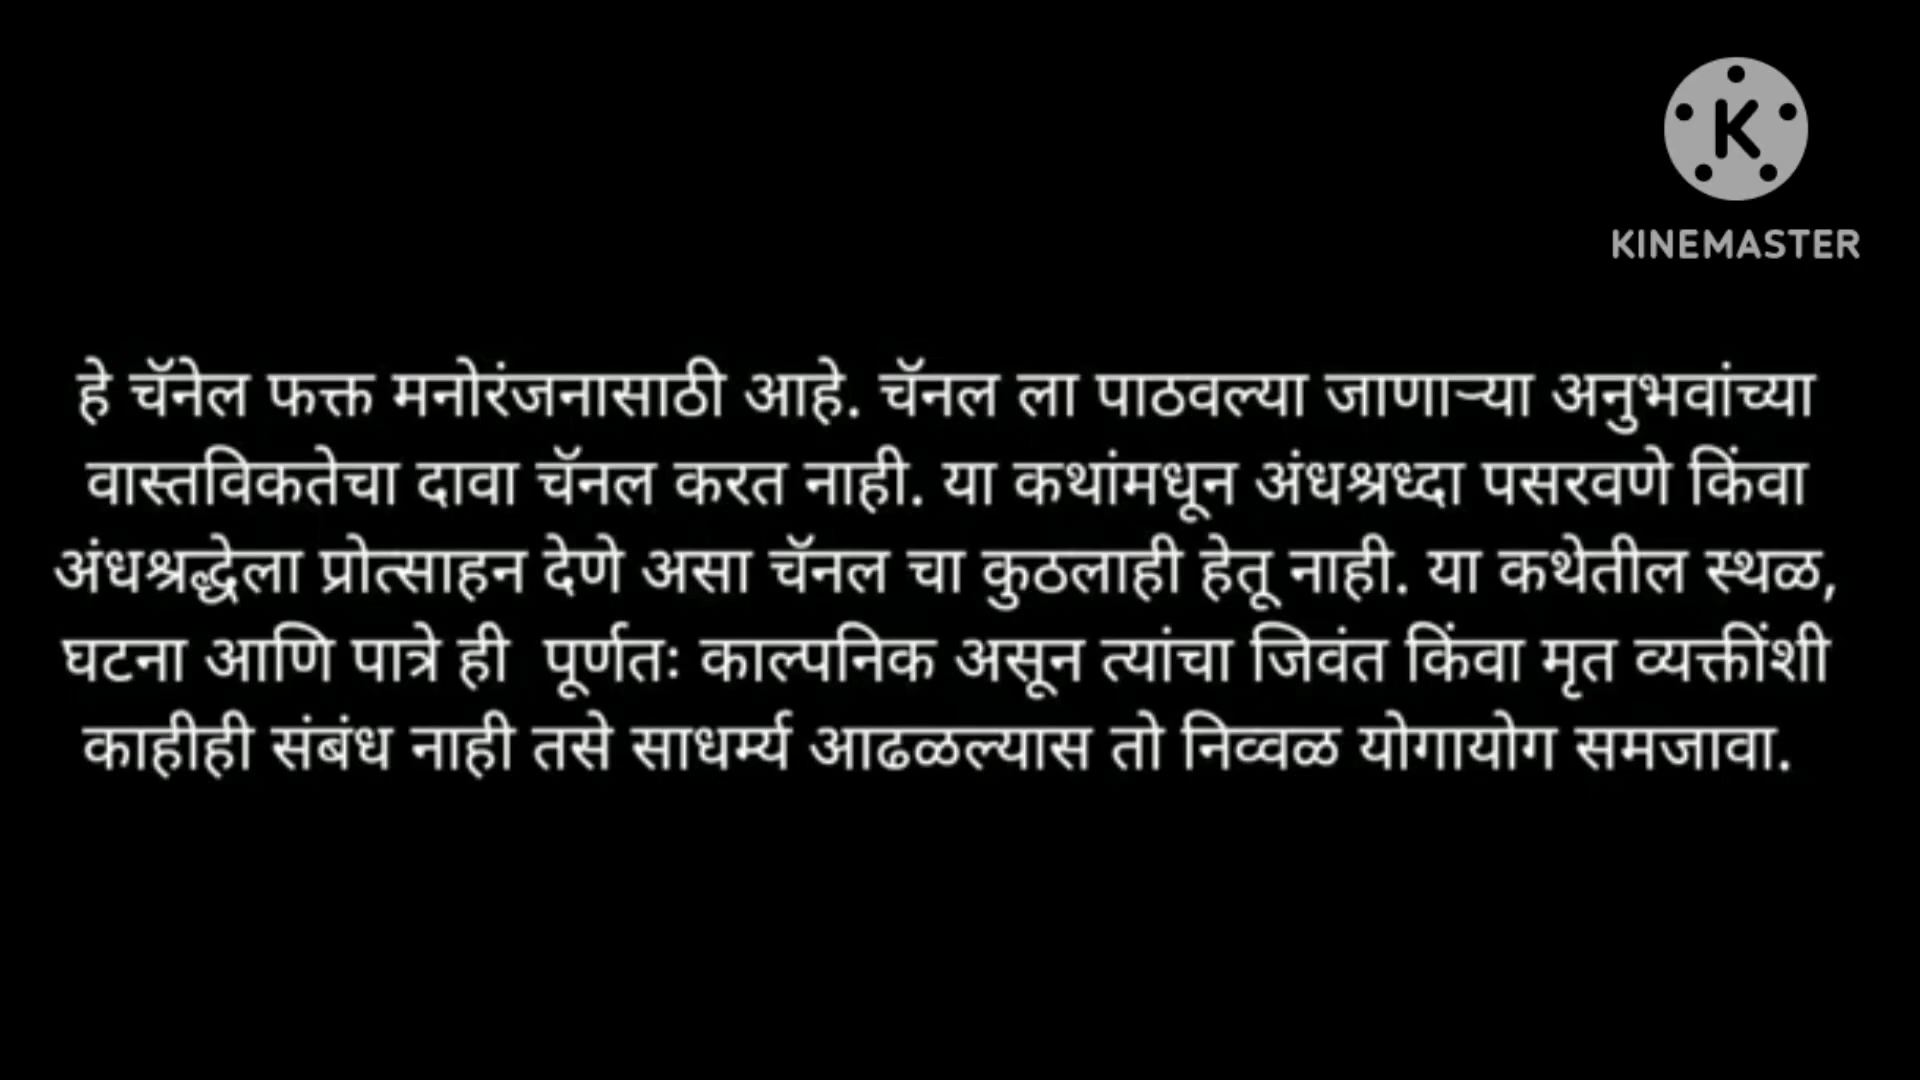 KINEMASTER
हे चॅनेल फक्त मनोरंजनासाठी आहे. चॅनल ला पाठवल्या जाणाऱ्या अनुभवांच्या
वास्तविकतेचा दावा चॅनल करत नाही. या कथांमधून अंधश्रध्दा पसरवणे किंवा
अंधश्रद्धेला प्रोत्साहन देणे असा चॅनल चा कुठलाही हेतू नाही. या कथेतील स्थळ,
घटना आणि पात्रे ही पूर्णतः काल्पनिक असून त्यांचा जिवंत किंवा मृत व्यक्तींशी
काहीही संबंध नाही तसे साधर्म्य आढळल्यास तो निव्वळ योगायोग समजावा.